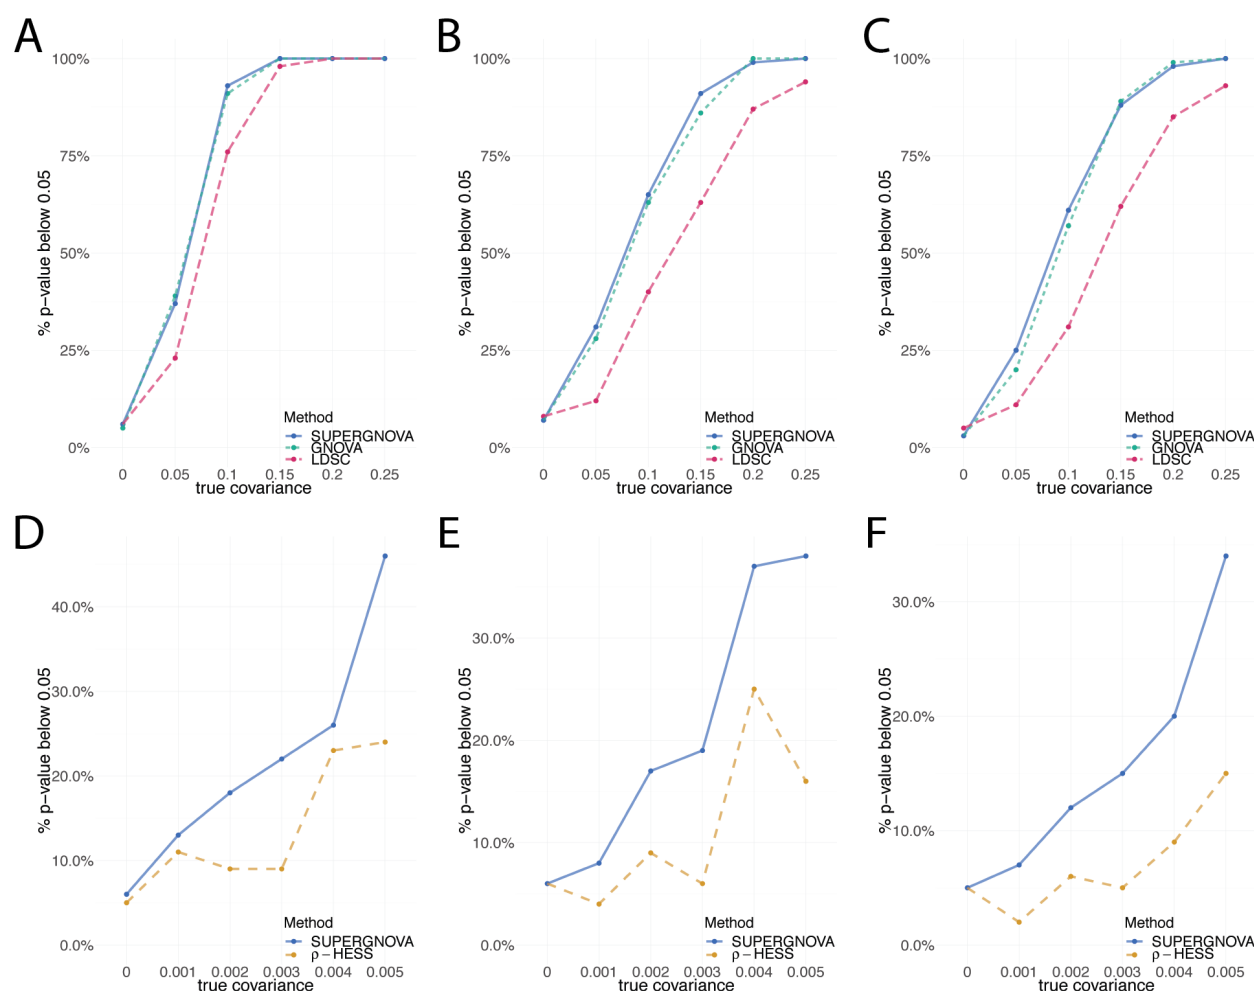 A
100%
75%
50%
25%
0%
% p−value below 0.05
Method
SUPERGNOVA
GNOVA
LDSC
0 0.05 0.1 0.15 0.2 0.25
true covariance
B
100%
75%
50%
25%
0%
% p−value below 0.05
Method
SUPERGNOVA
GNOVA
LDSC
0 0.05 0.1 0.15 0.2 0.25
true covariance
C
100%
75%
50%
25%
0%
% p−value below 0.05
Method
SUPERGNOVA
GNOVA
LDSC
0 0.05 0.1 0.15 0.2 0.25
true covariance
D
40.0%
30.0%
20.0%
10.0%
0.0%
% p−value below 0.05
Method
SUPERGNOVA
ρ−HESS
0 0.001 0.002 0.003 0.004 0.005
true covariance
E
30.0%
20.0%
10.0%
0.0%
% p−value below 0.05
Method
SUPERGNOVA
ρ−HESS
0 0.001 0.002 0.003 0.004 0.005
true covariance
F
30.0%
20.0%
10.0%
0.0%
% p−value below 0.05
Method
SUPERGNOVA
ρ−HESS
0 0.001 0.002 0.003 0.004 0.005
true covariance